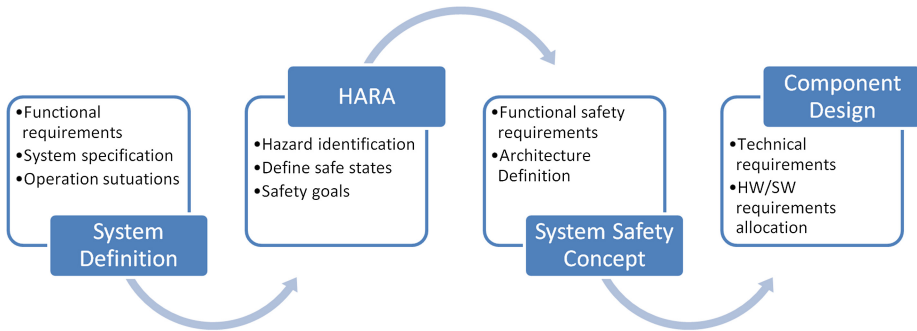 •Functional
requirements
•System specification
•Operation sutuations
System
Definition
HARA
•Hazard identification
•Define safe states
•Safety goals
•Functional safety
requirements
•Architecture
Definition
System Safety
Concept
Component
Design
•Technical
requirements
•HW/SW
requirements
allocation